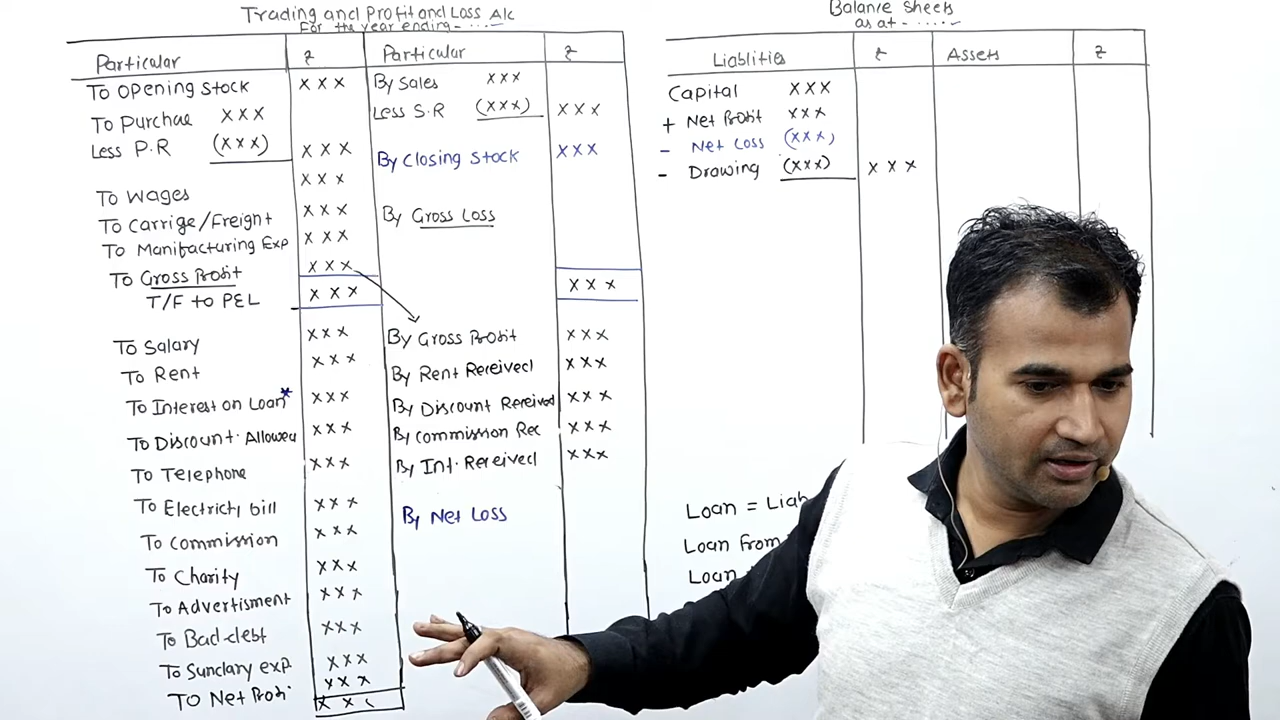 Trading and Profit and Loss A/c
For the year ending - ......
Particular ₹ Particular ₹
To Opening Stock xxx
To Purchae xxx
Less P.R (xxx) xxx
To Wages xxx
To Carrige/Freight xxx
To Manifacturing Exp xxx
To Gross Profit xxx
T/F to P&L xxx
To Salary xxx
To Rent xxx
To Interest on Loan* xxx
To Discount Allowed xxx
To Telephone xxx
To Electricty bill xxx
To Commission xxx
To Charity xxx
To Advertisment xxx
To Bad debt xxx
To Sundary exp. xxx
To Net Profi xxx
xxx
By Sales xxx
Less S.R (xxx) xxx
By Closing Stock xxx
By Gross Loss
xxx
By Gross Profit xxx
By Rent Received xxx
By Discount Received xxx
By Commission Rec xxx
By Int. Received xxx
By Net Loss
Balance Sheets
as at - ......
Liablities ₹ Assets ₹
Capital xxx
+ Net Profit xxx
- Net Loss (xxx)
- Drawing (xxx) xxx
Loan = Liab
Loan From
Loan